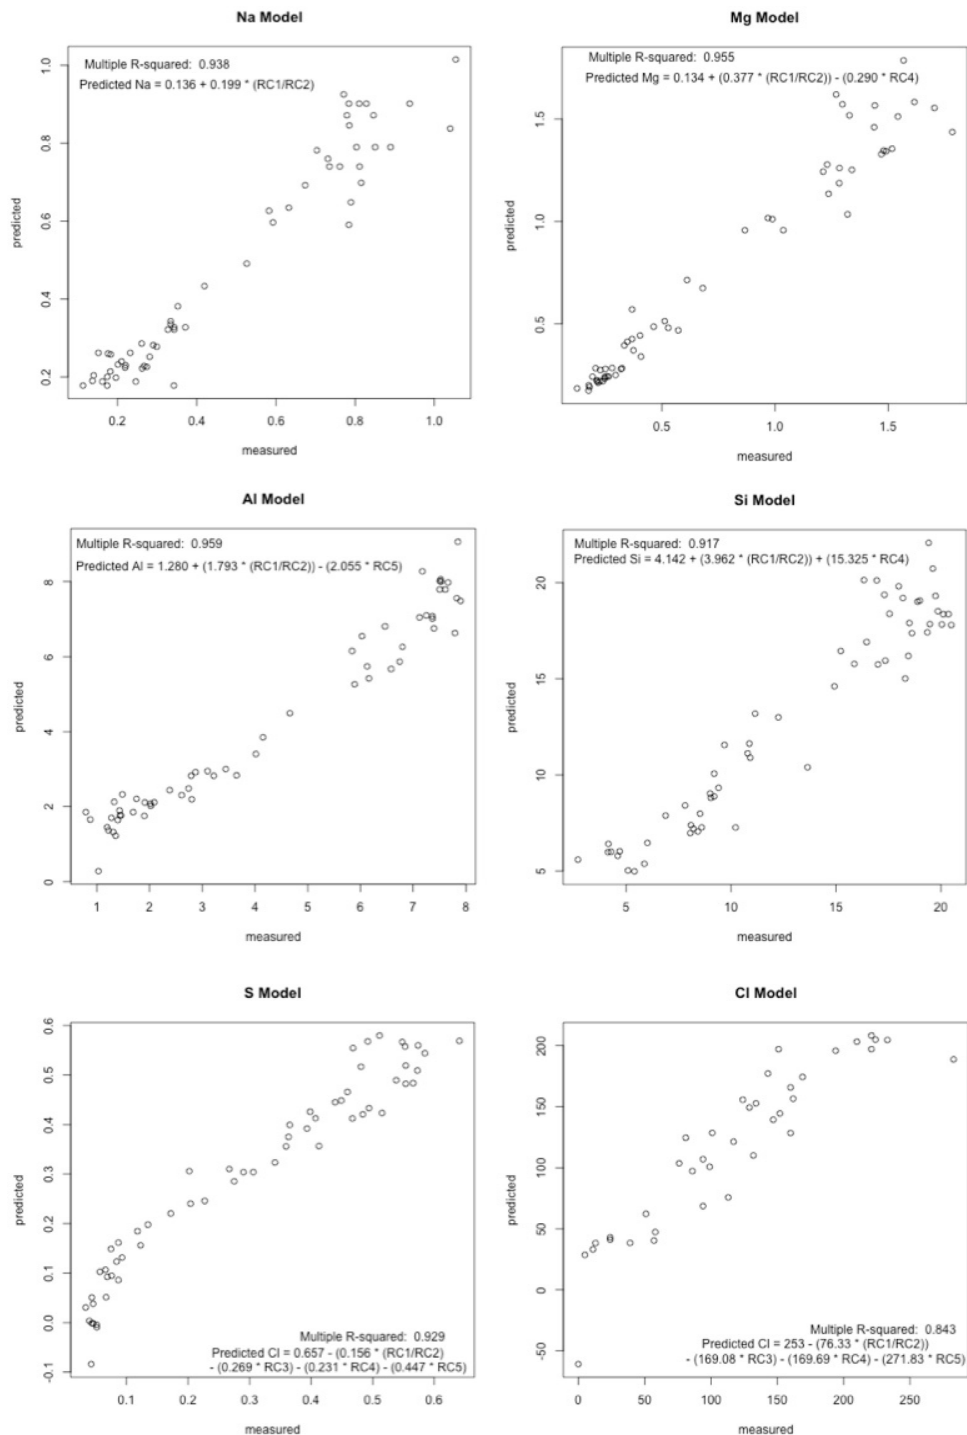 Na Model
Multiple R-squared: 0.938
Predicted Na = 0.136 + 0.199 * (RC1/RC2)
predicted
0.2 0.4 0.6 0.8 1.0
0.2 0.4 0.6 0.8 1.0
measured
Mg Model
Multiple R-squared: 0.955
Predicted Mg = 0.134 + (0.377 * (RC1/RC2)) - (0.290 * RC4)
predicted
0.5 1.0 1.5
0.5 1.0 1.5
measured
Al Model
Multiple R-squared: 0.959
Predicted Al = 1.280 + (1.793 * (RC1/RC2)) - (2.055 * RC5)
predicted
0 2 4 6 8
1 2 3 4 5 6 7 8
measured
Si Model
Multiple R-squared: 0.917
Predicted Si = 4.142 + (3.962 * (RC1/RC2)) + (15.325 * RC4)
predicted
5 10 15 20
5 10 15 20
measured
S Model
predicted
-0.1 0.0 0.1 0.2 0.3 0.4 0.5 0.6
Multiple R-squared: 0.929
Predicted Cl = 0.657 - (0.156 * (RC1/RC2)
- (0.269 * RC3) - (0.231 * RC4) - (0.447 * RC5)
0.1 0.2 0.3 0.4 0.5 0.6
measured
Cl Model
predicted
-50 0 50 100 150 200
Multiple R-squared: 0.843
Predicted Cl = 253 - (76.33 * (RC1/RC2))
- (169.08 * RC3) - (169.69 * RC4) - (271.83 * RC5)
0 50 100 150 200 250
measured